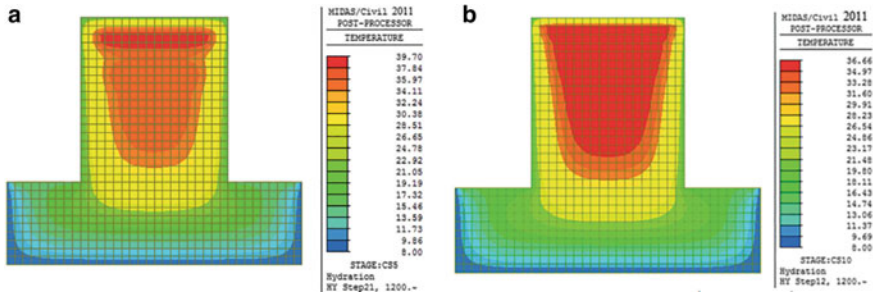 a
MIDAS/Civil 2011
POST-PROCESSOR
TEMPERATURE
39.70
37.84
35.97
34.11
32.24
30.38
28.51
26.65
24.78
22.92
21.05
19.19
17.32
15.46
13.59
11.73
9.86
8.00
STAGE:CS5
Hydration
HY Step21, 1200.-
b
MIDAS/Civil 2011
POST-PROCESSOR
TEMPERATURE
36.66
34.97
33.28
31.60
29.91
28.23
26.54
24.86
23.17
21.48
19.80
18.11
16.43
14.74
13.06
11.37
9.69
8.00
STAGE:CS10
Hydration
HY Step12, 1200.-